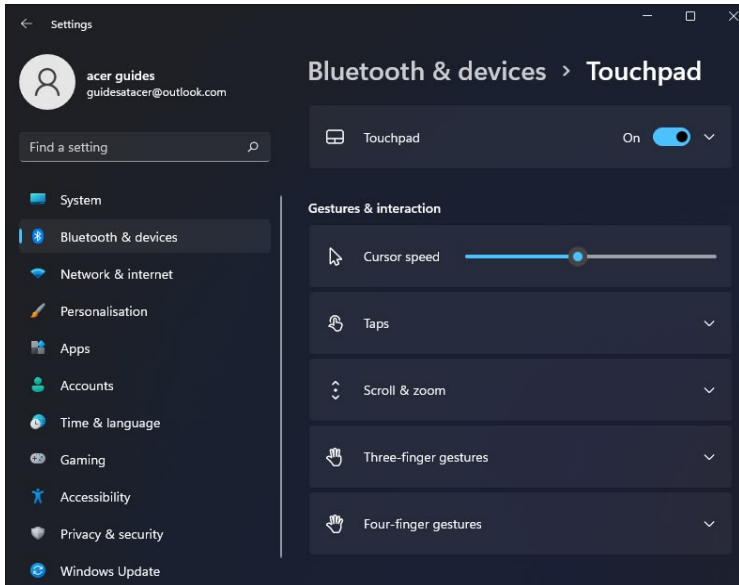 Settings
acer guides
guidesatacer@outlook.com
Find a setting
System
Bluetooth & devices
Network & internet
Personalisation
Apps
Accounts
Time & language
Gaming
Accessibility
Privacy & security
Windows Update
Bluetooth & devices > Touchpad
Touchpad On
Gestures & interaction
Cursor speed
Taps
Scroll & zoom
Three-finger gestures
Four-finger gestures